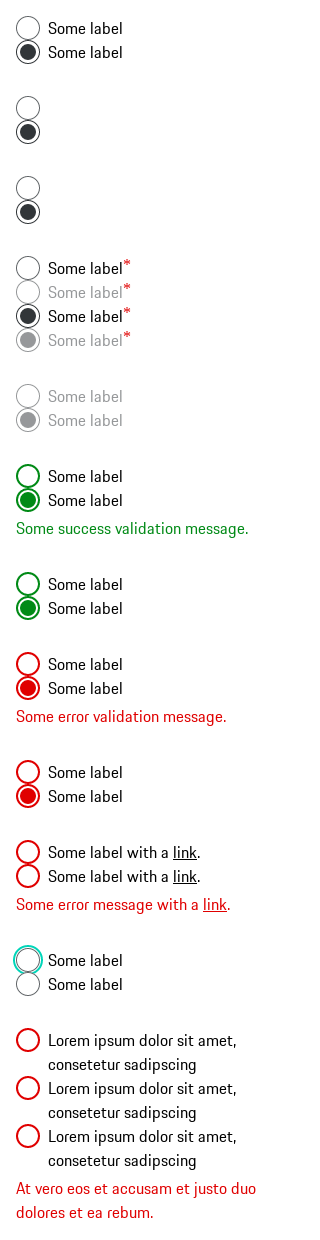 Some label
Some label
Some label*
Some label*
Some label*
Some label*
Some label
Some label
Some label
Some label
Some success validation message.
Some label
Some label
Some label
Some label
Some error validation message.
Some label
Some label
Some label with a link.
Some label with a link.
Some error message with a link.
Some label
Some label
Lorem ipsum dolor sit amet,
consetetur sadipscing
Lorem ipsum dolor sit amet,
consetetur sadipscing
Lorem ipsum dolor sit amet,
consetetur sadipscing
At vero eos et accusam et justo duo
dolores et ea rebum.